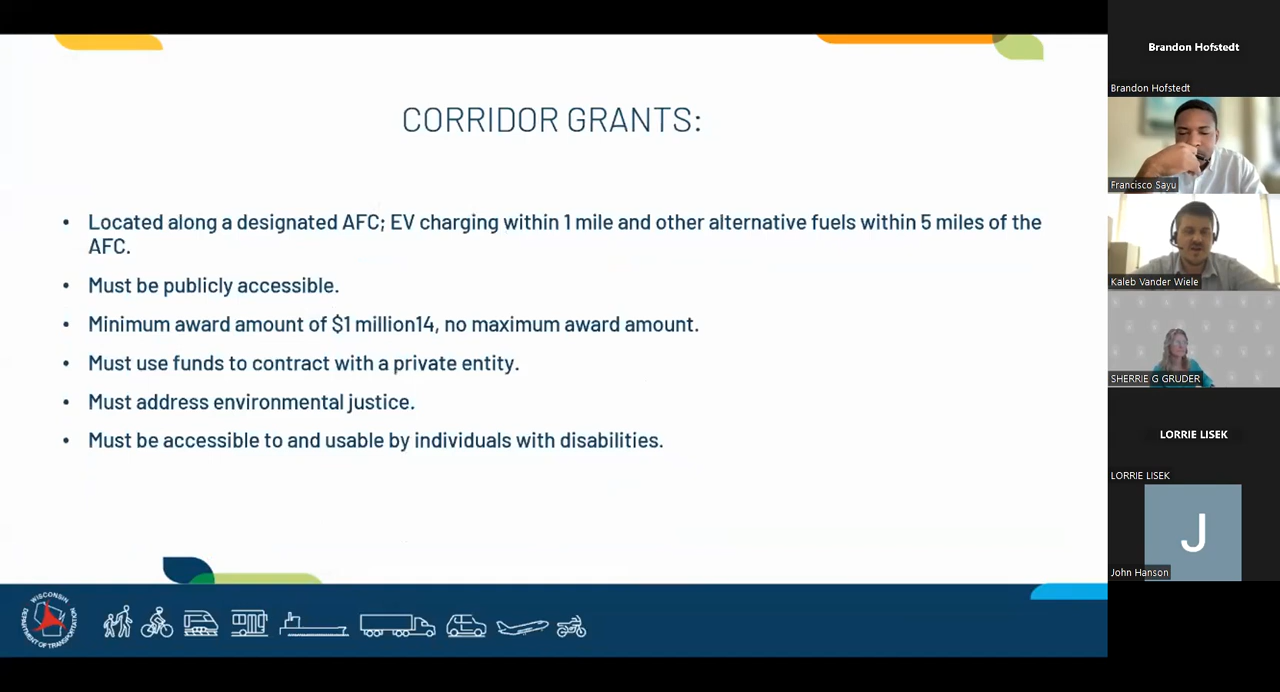 CORRIDOR GRANTS:
• Located along a designated AFC; EV charging within 1 mile and other alternative fuels within 5 miles of the
AFC.
• Must be publicly accessible.
• Minimum award amount of $1 million14, no maximum award amount.
• Must use funds to contract with a private entity.
• Must address environmental justice.
• Must be accessible to and usable by individuals with disabilities.
WISCONSIN
DEPARTMENT OF TRANSPORTATION
Brandon Hofstedt
Brandon Hofstedt
Francisco Sayu
Kaleb Vander Wiele
SHERRIE G GRUDER
LORRIE LISEK
LORRIE LISEK
J
John Hanson